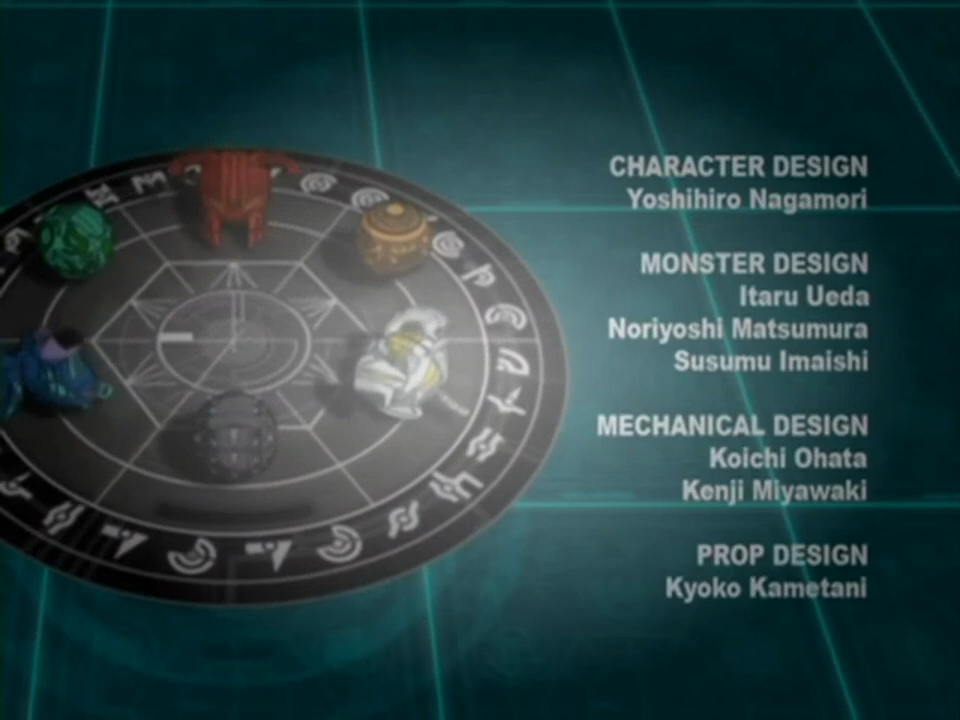 CHARACTER DESIGN
Yoshihiro Nagamori
MONSTER DESIGN
Itaru Ueda
Noriyoshi Matsumura
Susumu Imaishi
MECHANICAL DESIGN
Koichi Ohata
Kenji Miyawaki
PROP DESIGN
Kyoko Kametani